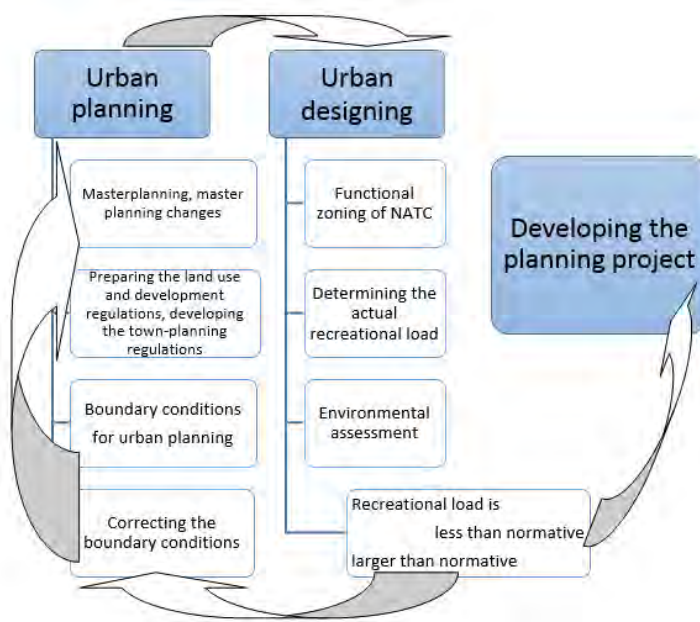 Urban
planning
Masterplanning, master
planning changes
Preparing the land use
and development
regulations, developing
the town-planning
regulations
Boundary conditions
for urban planning
Correcting the
boundary conditions
Urban
designing
Functional
zoning of NATC
Determining the
actual
recreational load
Environmental
assessment
Recreational load is
less than normative
larger than normative
Developing the
planning project